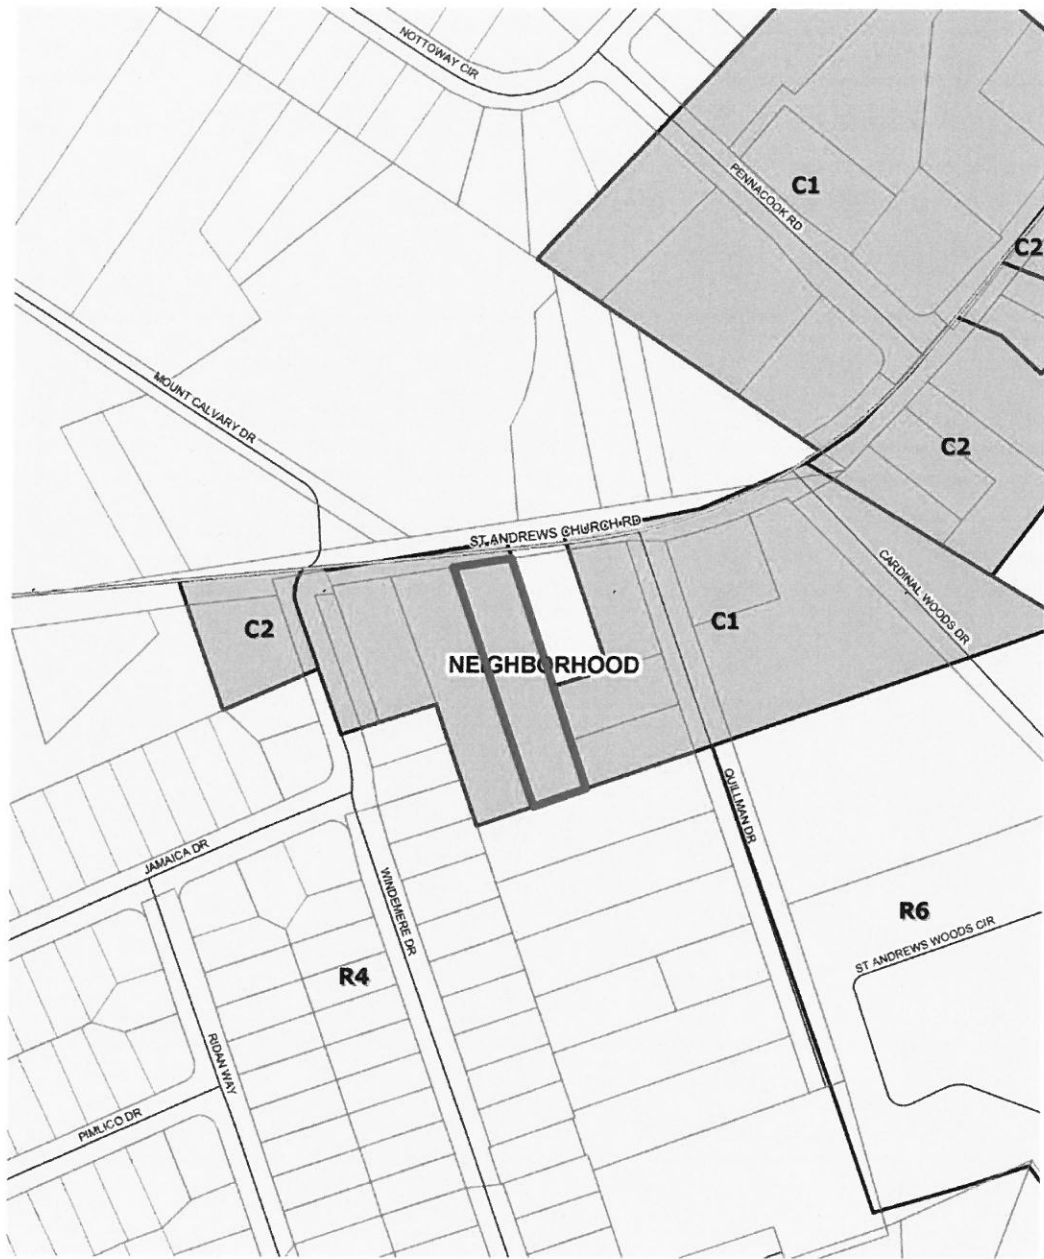 NOTTOWAY CIR
PENNACOOK RD
C1
C2
MOUNT CALVARY DR
C2
ST ANDREWS CHURCH RD
CARDINAL WOODS DR
C2
C1
NEIGHBORHOOD
QUILLMAN DR
JAMAICA DR
WINDEMERE DR
R6
ST ANDREWS WOODS CIR
R4
RIDAN WAY
PIMLICO DR